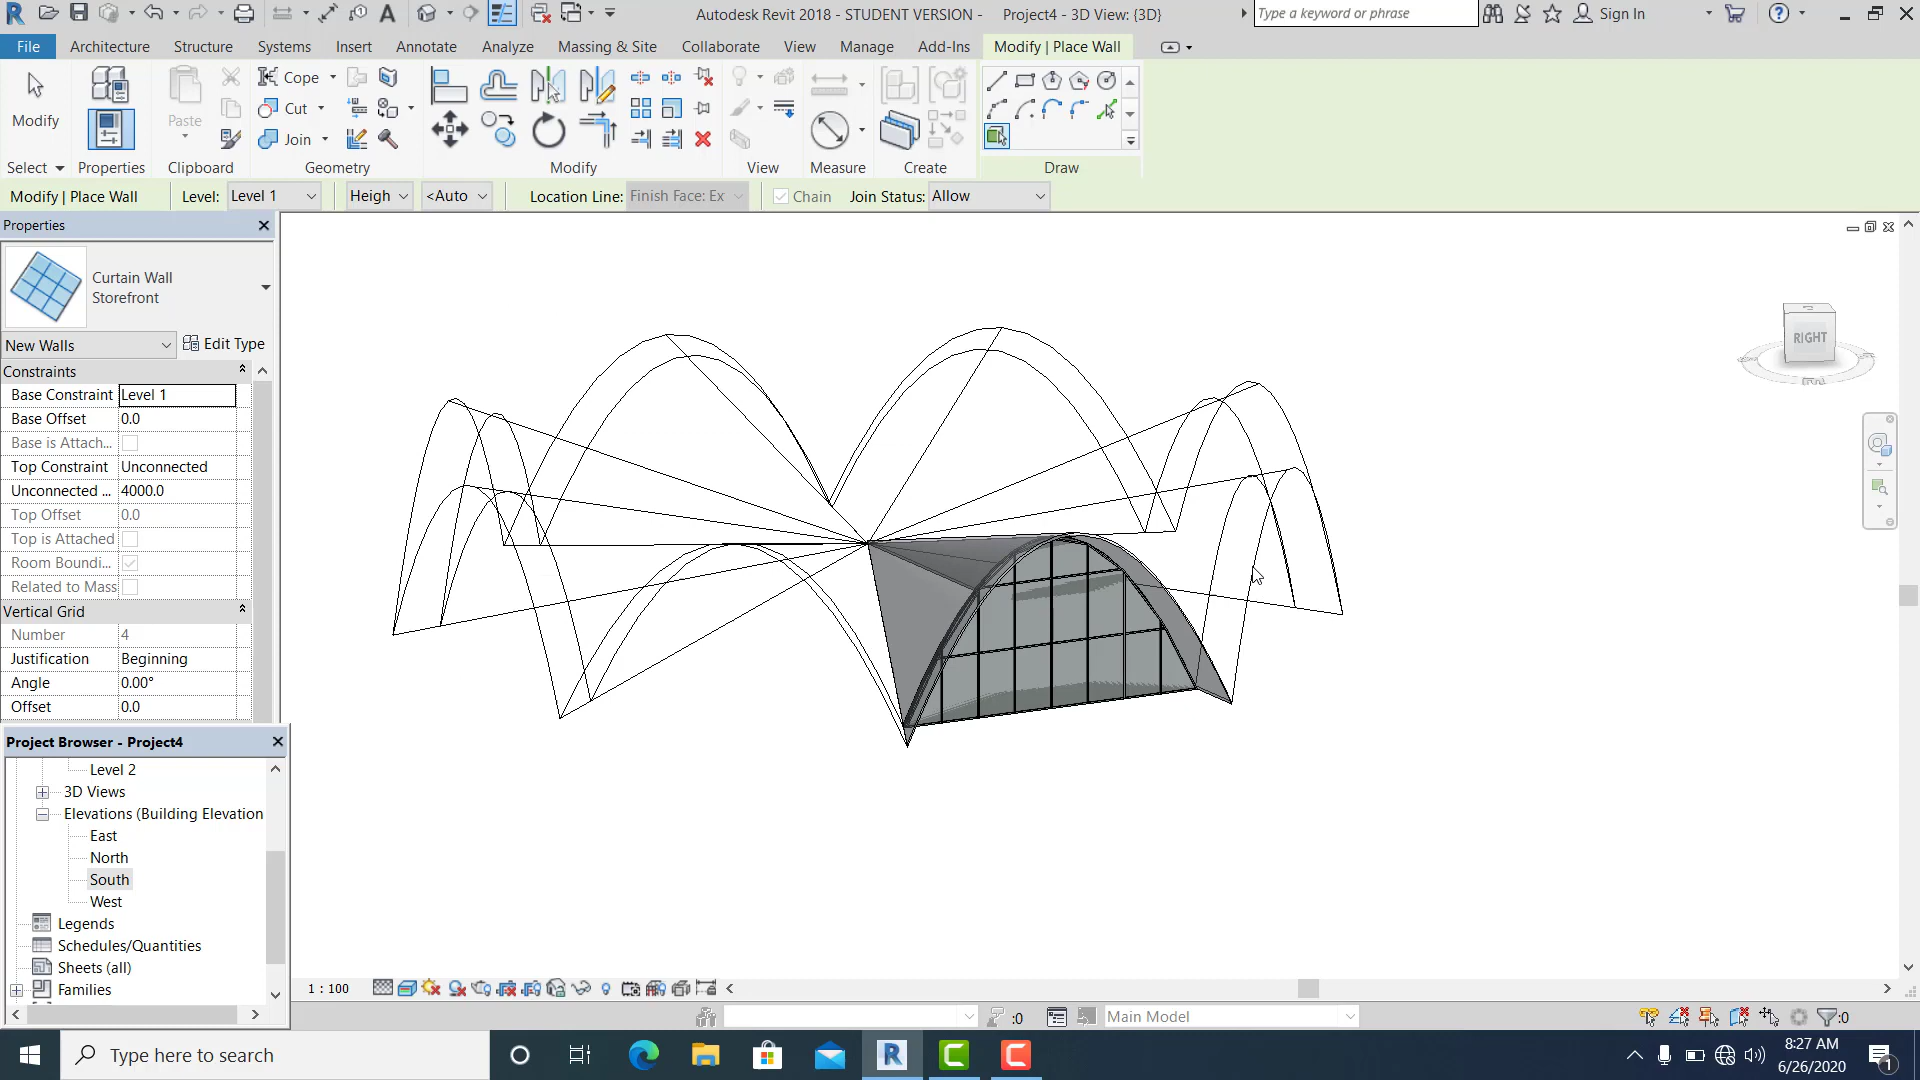 Autodesk Revit 2018 - STUDENT VERSION - Project4 - 3D View: {3D}
Type a keyword or phrase
Sign In
File
Architecture
Structure
Systems
Insert
Annotate
Analyze
Massing & Site
Collaborate
View
Manage
Add-Ins
Modify | Place Wall
Modify
Paste
Cope
Cut
Join
Select
Properties
Clipboard
Geometry
Modify
View
Measure
Create
Draw
Modify | Place Wall
Level: Level 1
Heigh
<Auto
Location Line: Finish Face: Ex
Chain
Join Status: Allow
Properties
Curtain Wall
Storefront
New Walls
Edit Type
Constraints
Base Constraint Level 1
Base Offset 0.0
Base is Attach...
Top Constraint Unconnected
Unconnected ... 4000.0
Top Offset 0.0
Top is Attached
Room Boundi...
Related to Mass
Vertical Grid
Number 4
Justification Beginning
Angle 0.00°
Offset 0.0
Project Browser - Project4
Level 2
3D Views
Elevations (Building Elevation
East
North
South
West
Legends
Schedules/Quantities
Sheets (all)
Families
RIGHT
1 : 100
:0
Main Model
:0
Type here to search
8:27 AM
6/26/2020
1